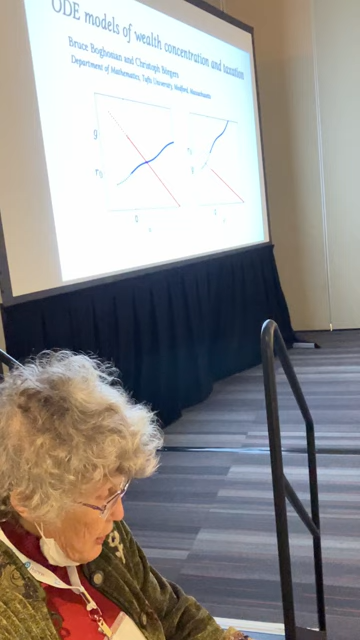 ODE models of wealth concentration and taxation
Bruce Boghosian and Christoph Börgers
Department of Mathematics, Tufts University, Medford, Massachusetts
g